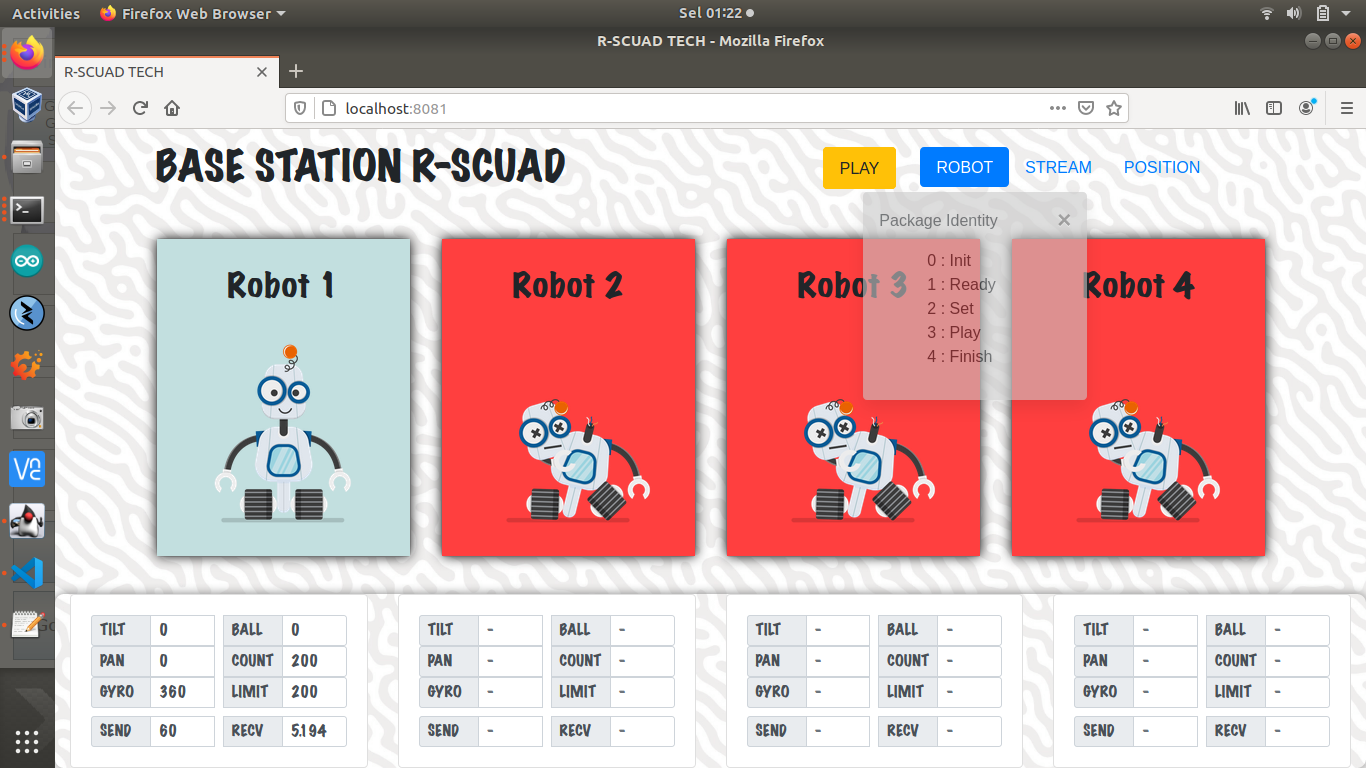 Activities Firefox Web Browser Sel 01:22
R-SCUAD TECH - Mozilla Firefox
R-SCUAD TECH
localhost:8081
BASE STATION R-SCUAD PLAY ROBOT STREAM POSITION
Package Identity ×
0 : Init
1 : Ready
2 : Set
3 : Play
4 : Finish
Robot 1 Robot 2 Robot 3 Robot 4
TILT 0 BALL 0 TILT - BALL - TILT - BALL - TILT - BALL -
PAN 0 COUNT 200 PAN - COUNT - PAN - COUNT - PAN - COUNT -
GYRO 360 LIMIT 200 GYRO - LIMIT - GYRO - LIMIT - GYRO - LIMIT -
SEND 60 RECV 5.194 SEND - RECV - SEND - RECV - SEND - RECV -